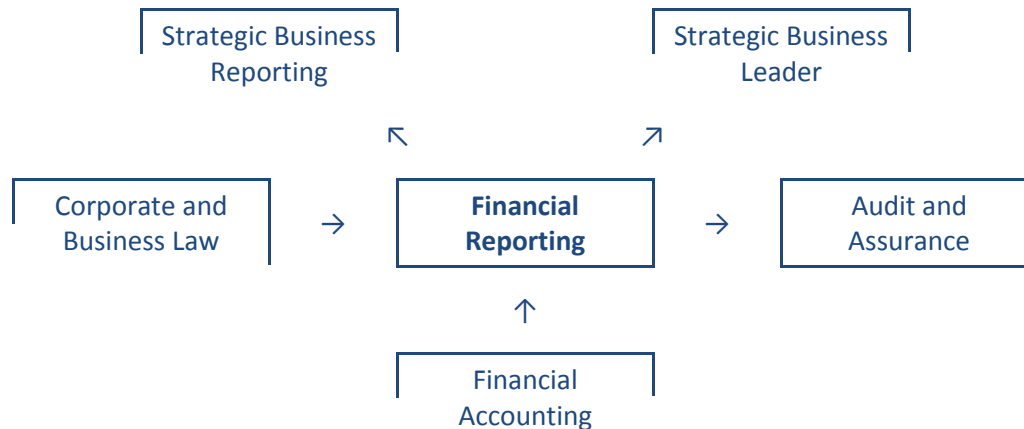 Strategic Business
Reporting
Strategic Business
Leader
Corporate and
Business Law
Financial
Reporting
Audit and
Assurance
Financial
Accounting